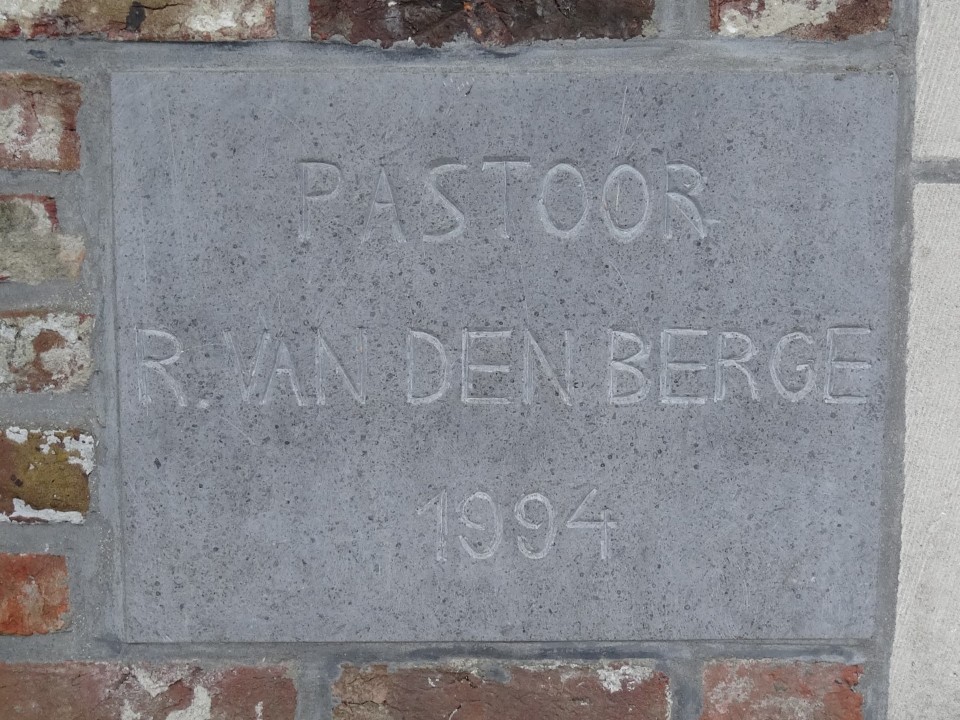 PASTOOR
R. VAN DEN BERGE
1994